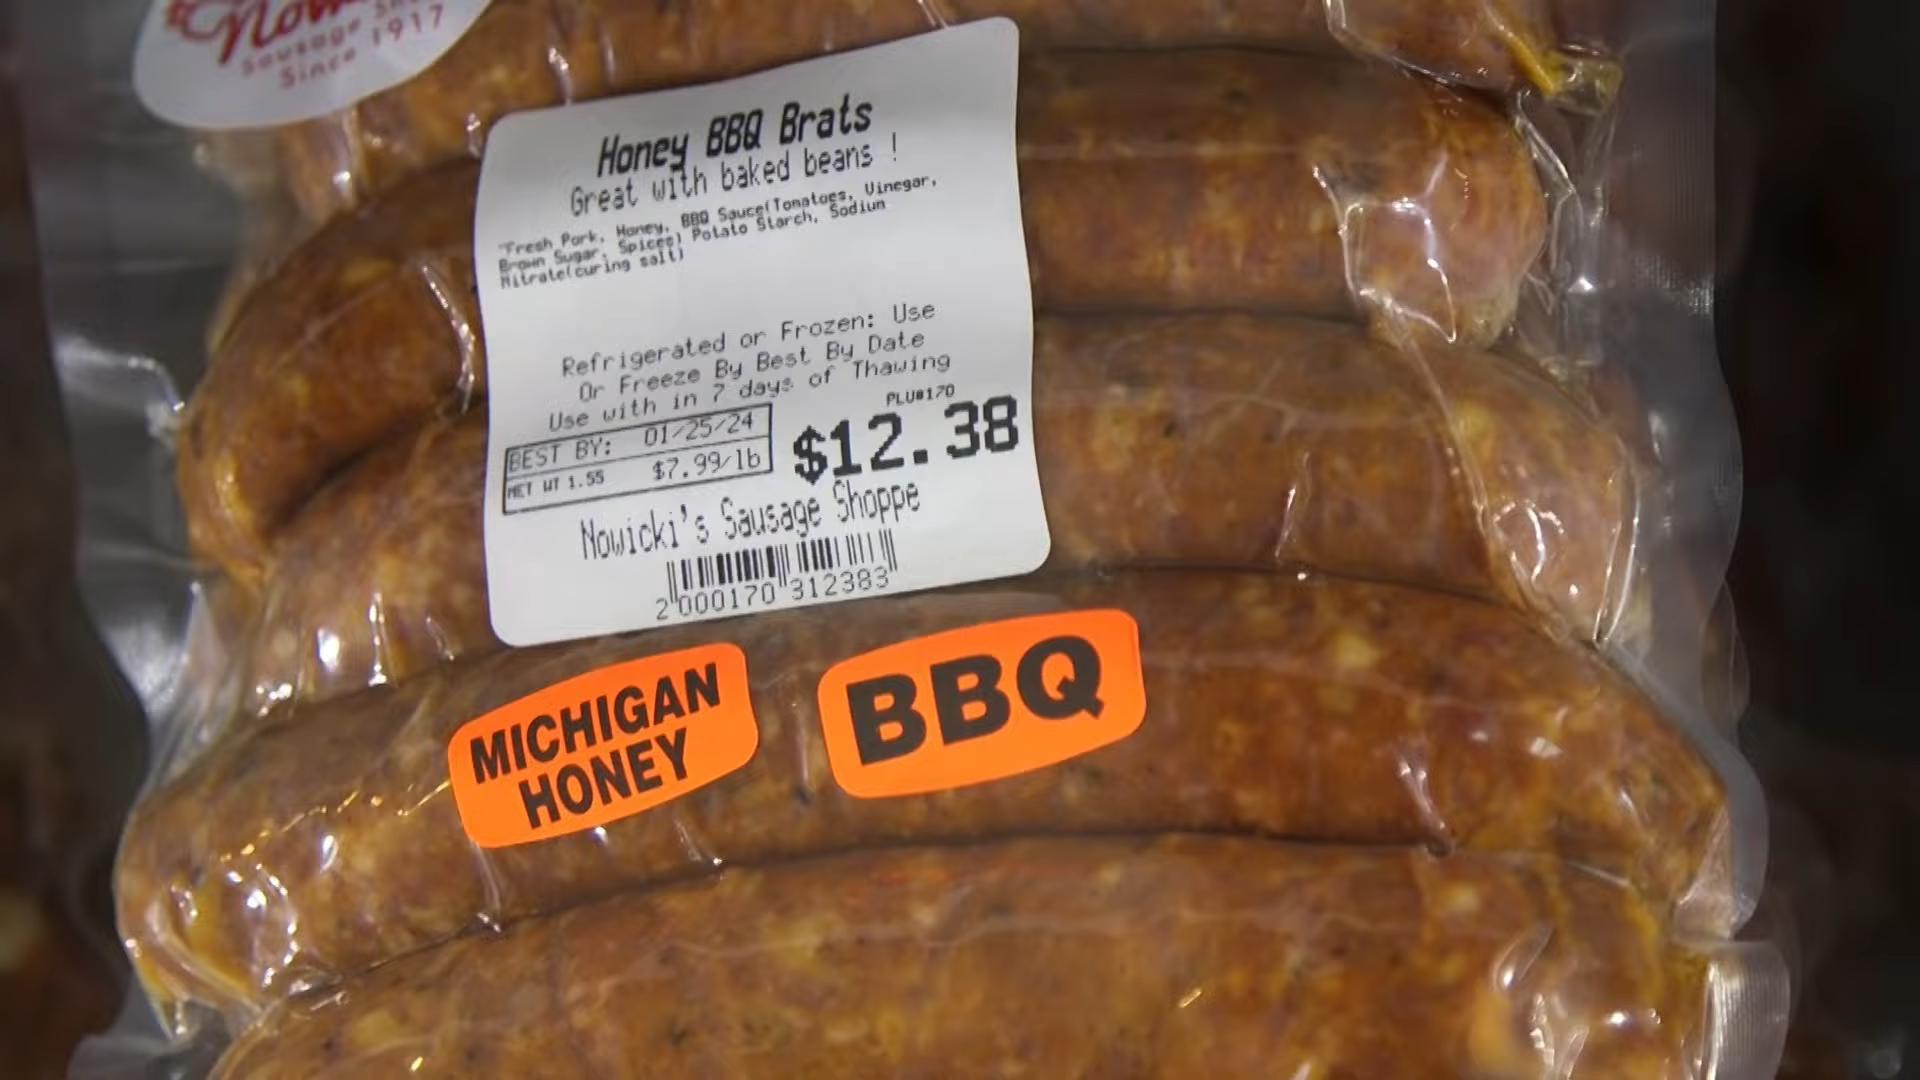 Sausage
Since 1917
Honey BBQ Brats
Great with baked beans !
"Fresh Pork, Honey, BBQ Sauce(Tomatoes, Vinegar,
Brown Sugar, Spices) Potato Starch, Sodium
Nitrate(curing salt)
Refrigerated or Frozen: Use
Or Freeze By Best By Date
Use with in 7 days of Thawing
PLU#170
BEST BY: 01/25/24
NET WT 1.55 $7.99/lb
$12.38
Nowicki's Sausage Shoppe
2 000170 312383
MICHIGAN
HONEY
BBQ